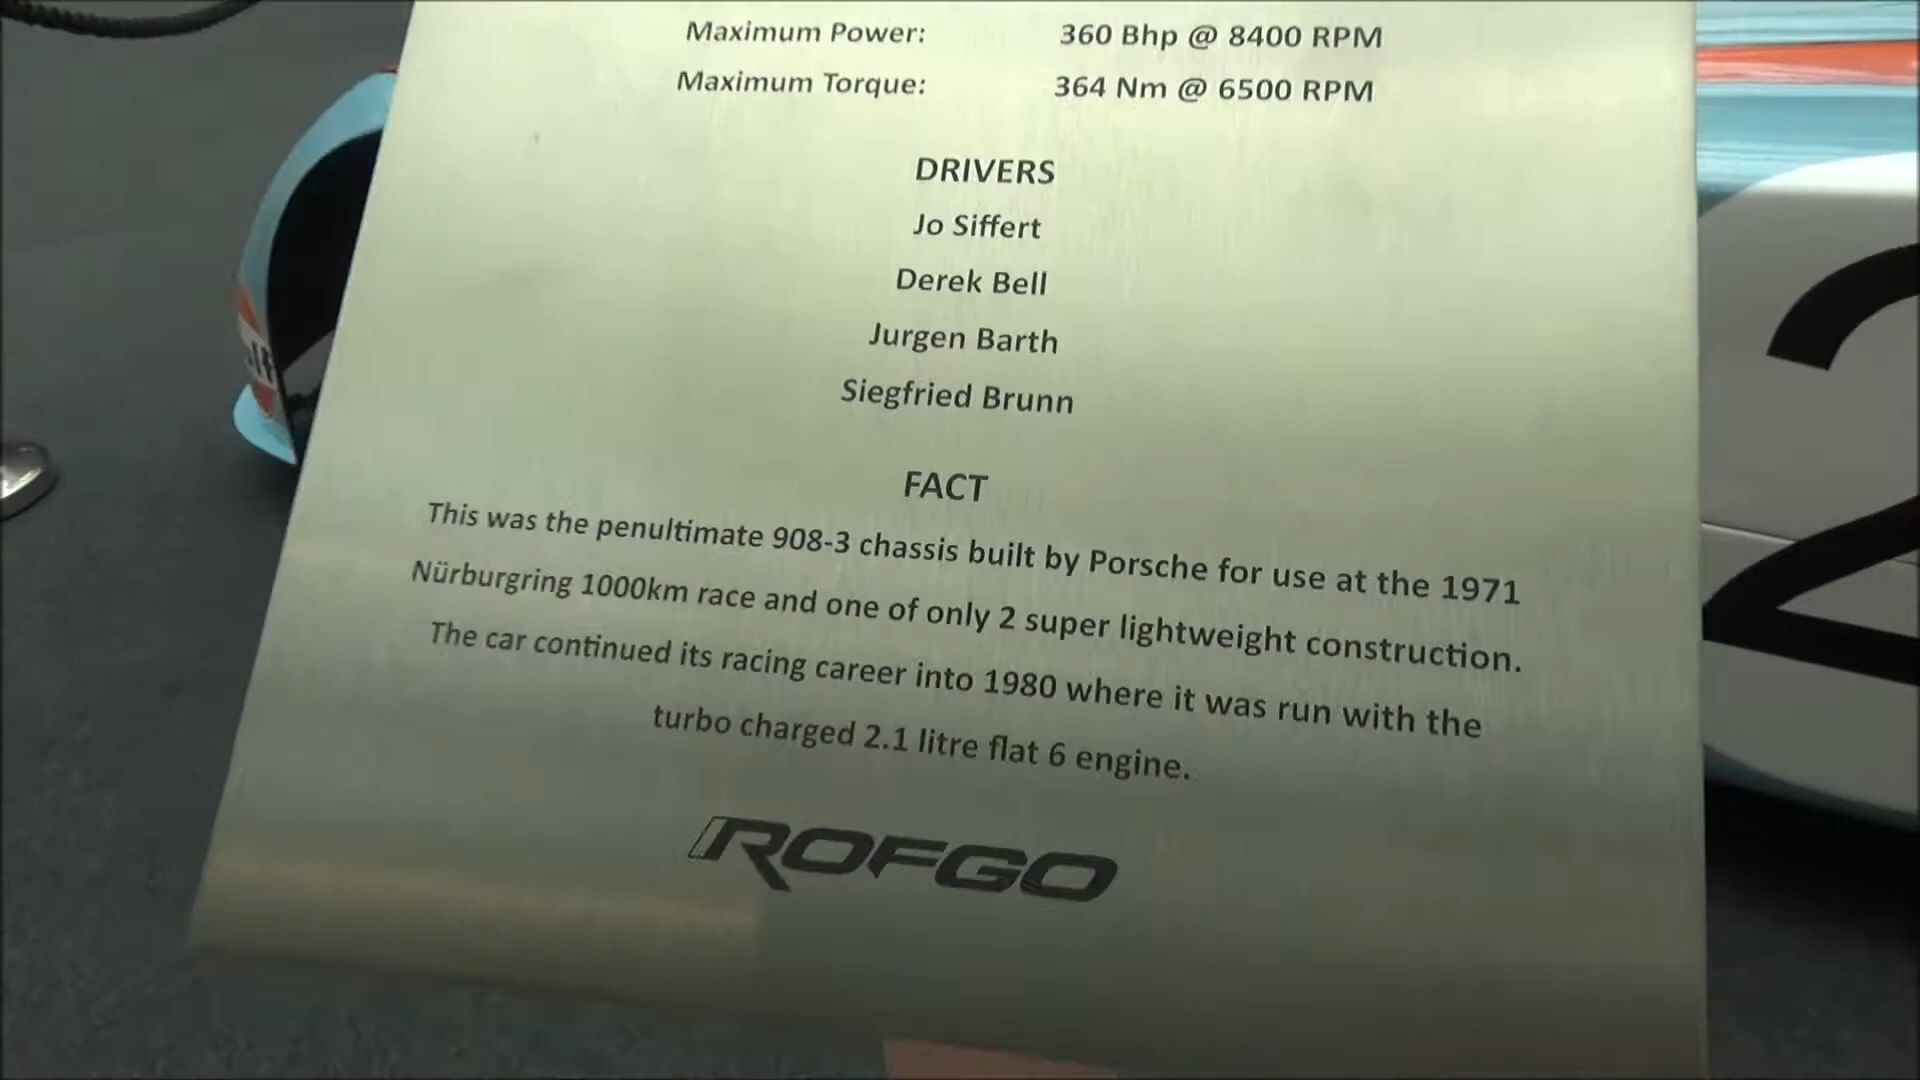 Maximum Power: 360 Bhp @ 8400 RPM
Maximum Torque: 364 Nm @ 6500 RPM
DRIVERS
Jo Siffert
Derek Bell
Jurgen Barth
Siegfried Brunn
FACT
This was the penultimate 908-3 chassis built by Porsche for use at the 1971
Nürburgring 1000km race and one of only 2 super lightweight construction.
The car continued its racing career into 1980 where it was run with the
turbo charged 2.1 litre flat 6 engine.
ROFGO
2